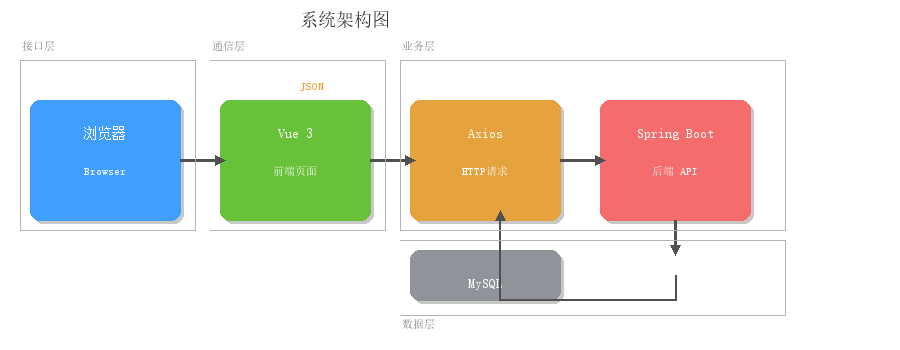 系统架构图
接口层
通信层
业务层
JSON
浏览器
Browser
Vue 3
前端页面
Axios
HTTP请求
Spring Boot
后端 API
MySQL
数据层